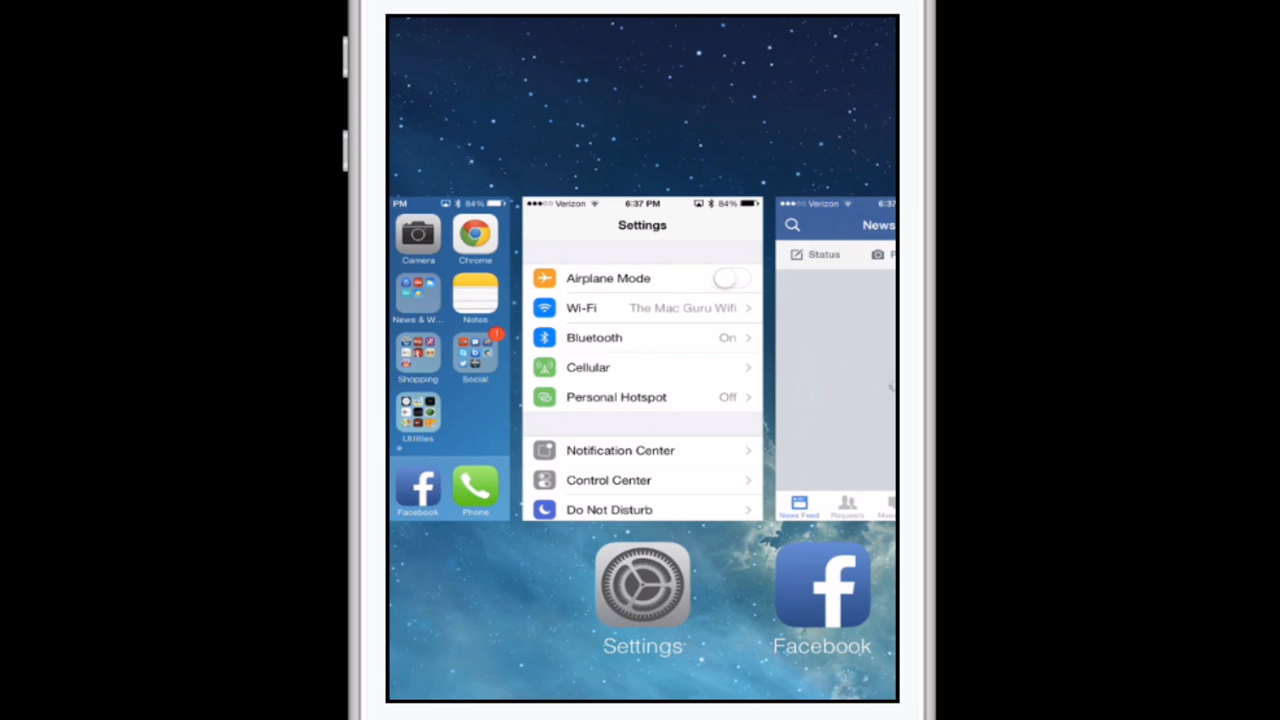 PM 84%
Camera Chrome
News & W... Notes
1
Shopping Social
Utilities
Facebook Phone
Verizon 6:37 PM 84%
Settings
Airplane Mode
Wi-Fi The Mac Guru Wifi
Bluetooth On
Cellular
Personal Hotspot Off
Notification Center
Control Center
Do Not Disturb
Verizon 6:37
News
Status P
News Feed Requests
Settings Facebook